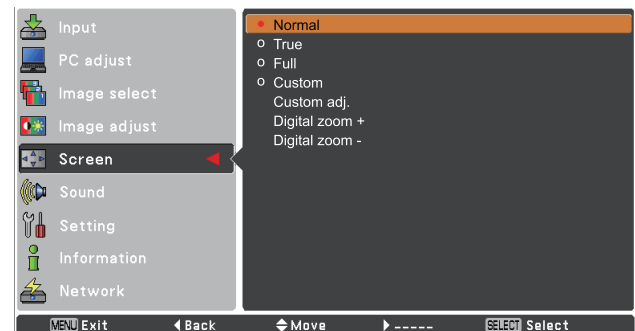 Input
PC adjust
Image select
Image adjust
Screen
Sound
Setting
Information
Network
Normal
True
Full
Custom
Custom adj.
Digital zoom +
Digital zoom -
MENU Exit Back Move ----- SELECT Select